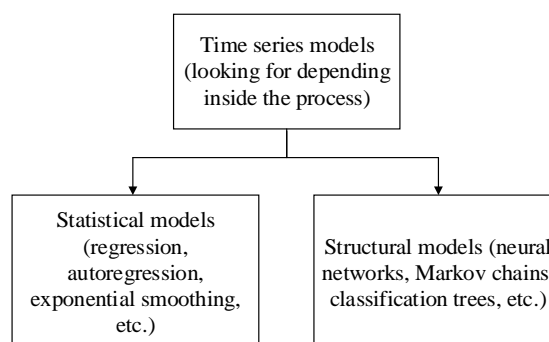 Time series models
(looking for depending
inside the process)
Statistical models
(regression,
autoregression,
exponential smoothing,
etc.)
Structural models (neural
networks, Markov chains,
classification trees, etc.)